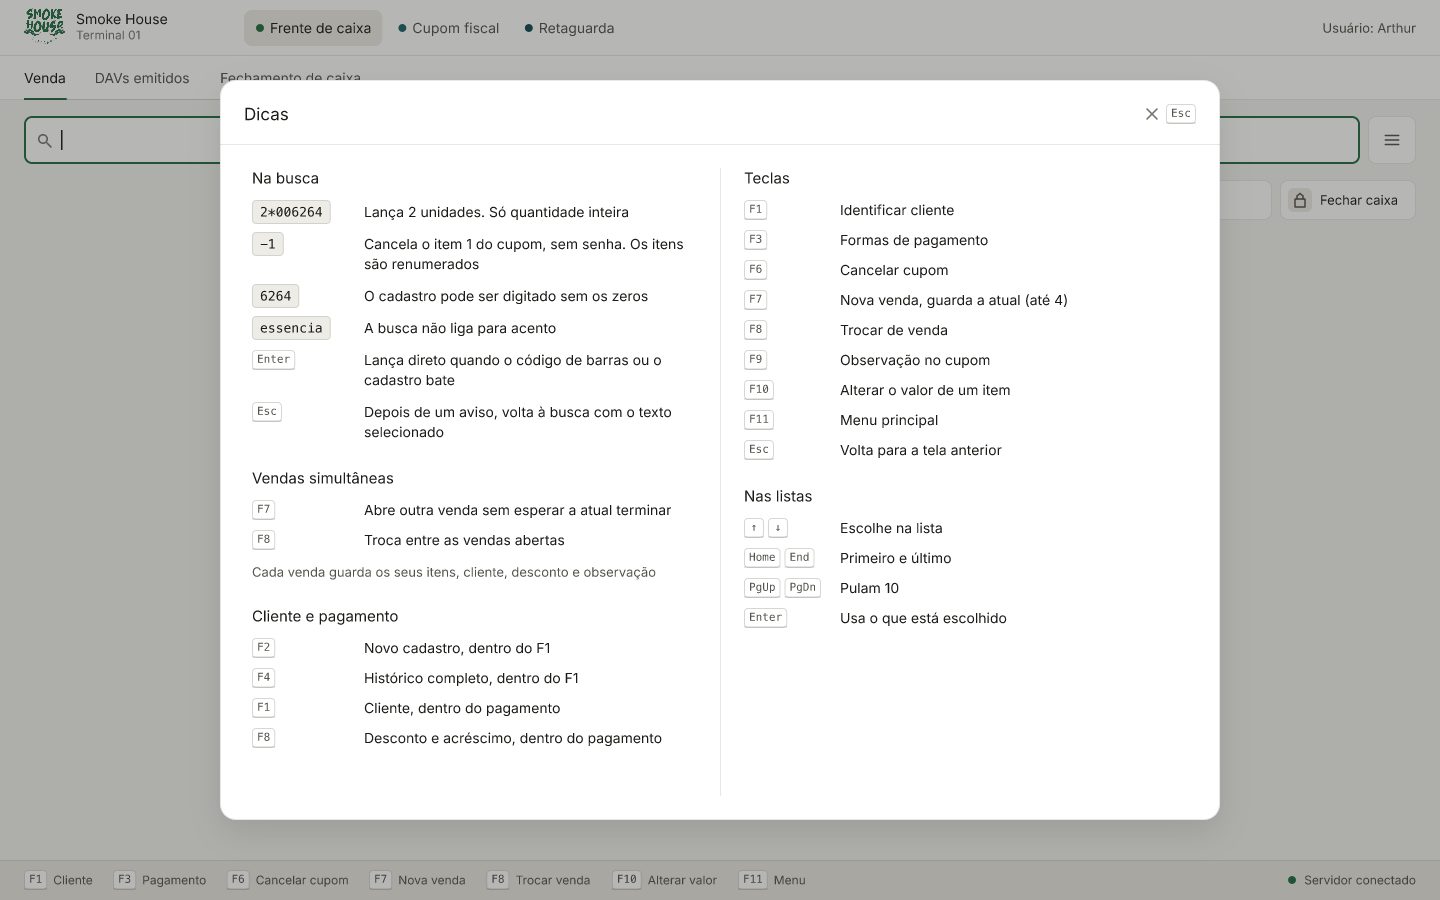 SMOKE
HOUSE
Smoke House
Terminal 01
Frente de caixa
Cupom fiscal
Retaguarda
Usuário: Arthur
Venda
DAVs emitidos
Fechamento de caixa
Fechar caixa
Dicas
Esc
Na busca
2*006264 Lança 2 unidades. Só quantidade inteira
−1 Cancela o item 1 do cupom, sem senha. Os itens
são renumerados
6264 O cadastro pode ser digitado sem os zeros
essencia A busca não liga para acento
Enter Lança direto quando o código de barras ou o
cadastro bate
Esc Depois de um aviso, volta à busca com o texto
selecionado
Vendas simultâneas
F7 Abre outra venda sem esperar a atual terminar
F8 Troca entre as vendas abertas
Cada venda guarda os seus itens, cliente, desconto e observação
Cliente e pagamento
F2 Novo cadastro, dentro do F1
F4 Histórico completo, dentro do F1
F1 Cliente, dentro do pagamento
F8 Desconto e acréscimo, dentro do pagamento
Teclas
F1 Identificar cliente
F3 Formas de pagamento
F6 Cancelar cupom
F7 Nova venda, guarda a atual (até 4)
F8 Trocar de venda
F9 Observação no cupom
F10 Alterar o valor de um item
F11 Menu principal
Esc Volta para a tela anterior
Nas listas
↑ ↓ Escolhe na lista
Home End Primeiro e último
PgUp PgDn Pulam 10
Enter Usa o que está escolhido
F1 Cliente
F3 Pagamento
F6 Cancelar cupom
F7 Nova venda
F8 Trocar venda
F10 Alterar valor
F11 Menu
Servidor conectado